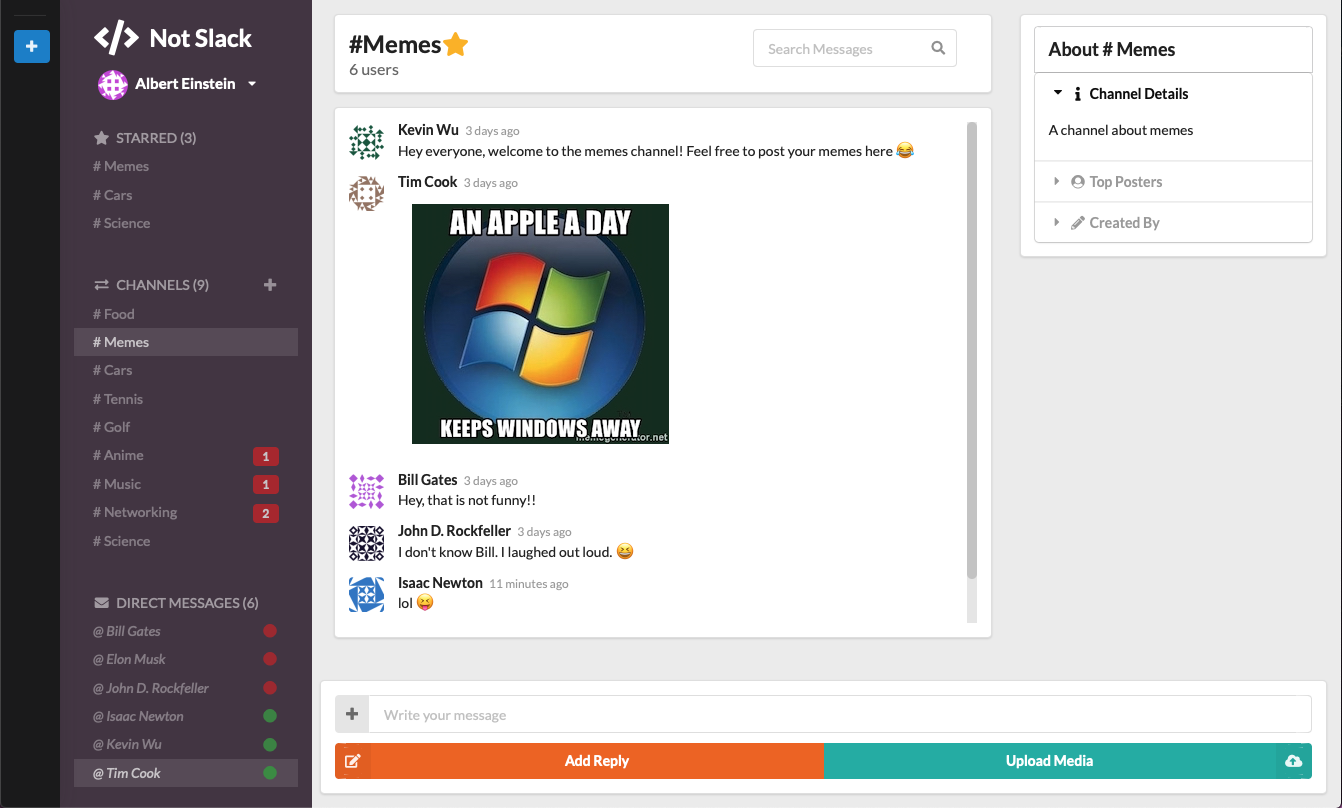 </> Not Slack
Albert Einstein
STARRED (3)
# Memes
# Cars
# Science
CHANNELS (9)
# Food
# Memes
# Cars
# Tennis
# Golf
# Anime 1
# Music 1
# Networking 2
# Science
DIRECT MESSAGES (6)
@ Bill Gates
@ Elon Musk
@ John D. Rockfeller
@ Isaac Newton
@ Kevin Wu
@ Tim Cook
#Memes
6 users
Search Messages
Kevin Wu 3 days ago
Hey everyone, welcome to the memes channel! Feel free to post your memes here 😂
Tim Cook 3 days ago
AN APPLE A DAY
KEEPS WINDOWS AWAY
memegenerator.net
Bill Gates 3 days ago
Hey, that is not funny!!
John D. Rockfeller 3 days ago
I don't know Bill. I laughed out loud. 😆
Isaac Newton 11 minutes ago
lol 😝
Write your message
Add Reply
Upload Media
About # Memes
Channel Details
A channel about memes
Top Posters
Created By